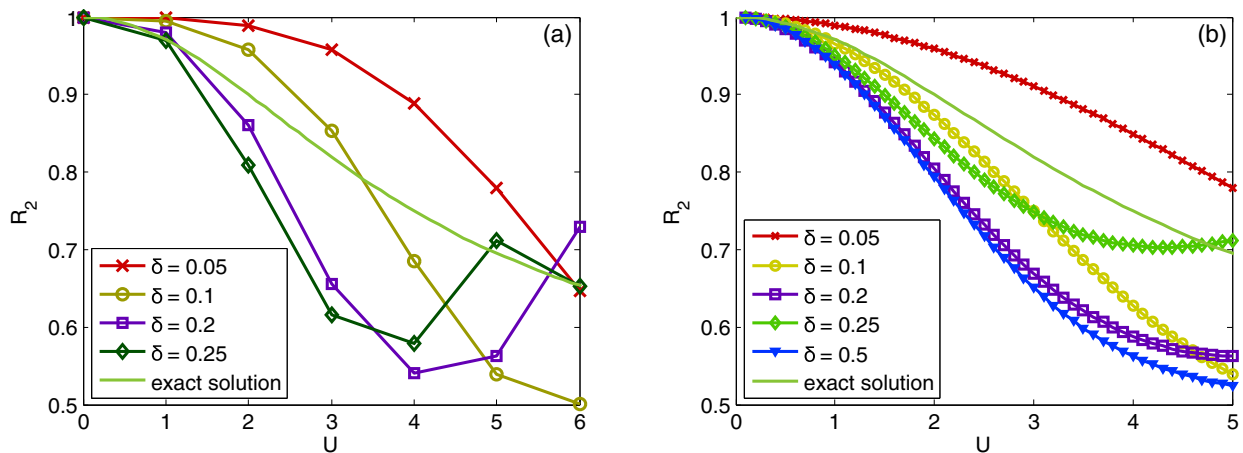 (a)
R2
1
0.9
0.8
0.7
0.6
0.5
0 1 2 3 4 5 6
U
δ = 0.05
δ = 0.1
δ = 0.2
δ = 0.25
exact solution
(b)
R2
1
0.9
0.8
0.7
0.6
0.5
0 1 2 3 4 5
U
δ = 0.05
δ = 0.1
δ = 0.2
δ = 0.25
δ = 0.5
exact solution